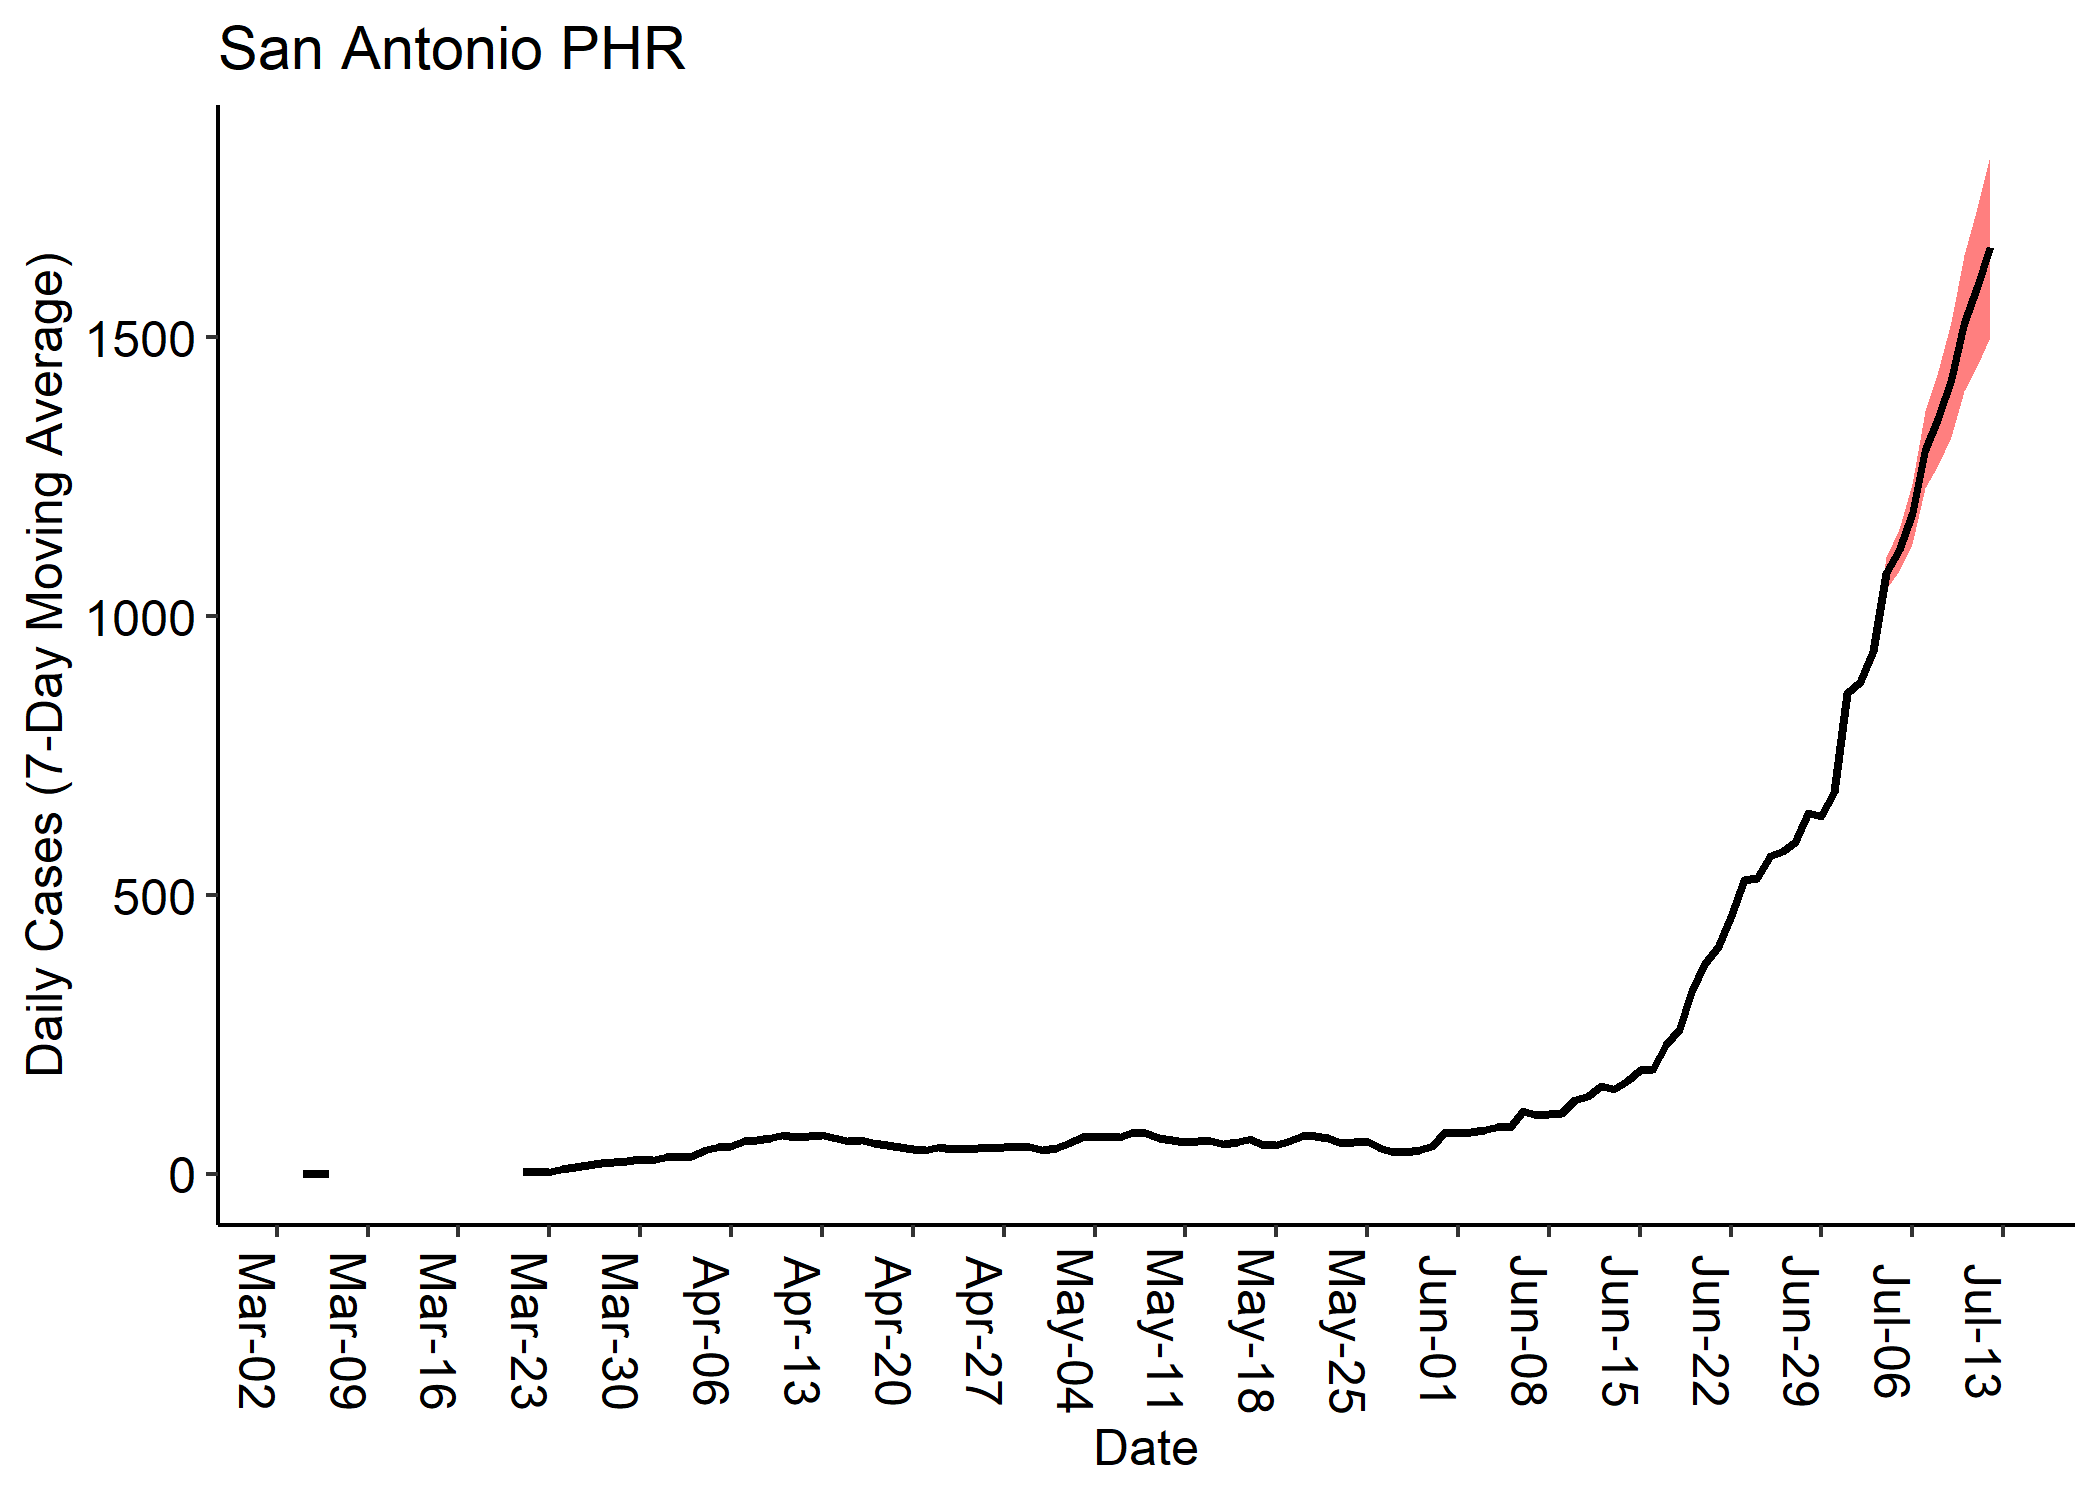 San Antonio PHR
Daily Cases (7-Day Moving Average)
1500
1000
500
0
Mar-02
Mar-09
Mar-16
Mar-23
Mar-30
Apr-06
Apr-13
Apr-20
Apr-27
May-04
May-11
May-18
May-25
Jun-01
Jun-08
Jun-15
Jun-22
Jun-29
Jul-06
Jul-13
Date